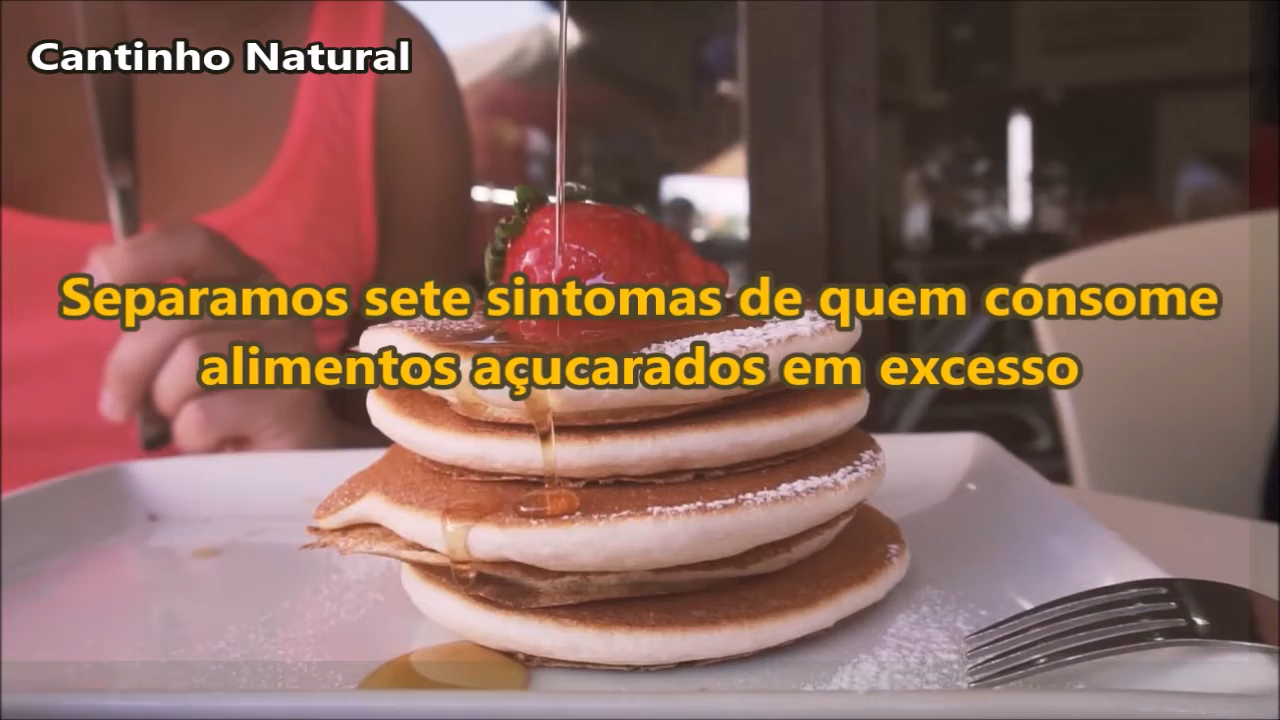 Cantinho Natural
Separamos sete sintomas de quem consome
alimentos açucarados em excesso